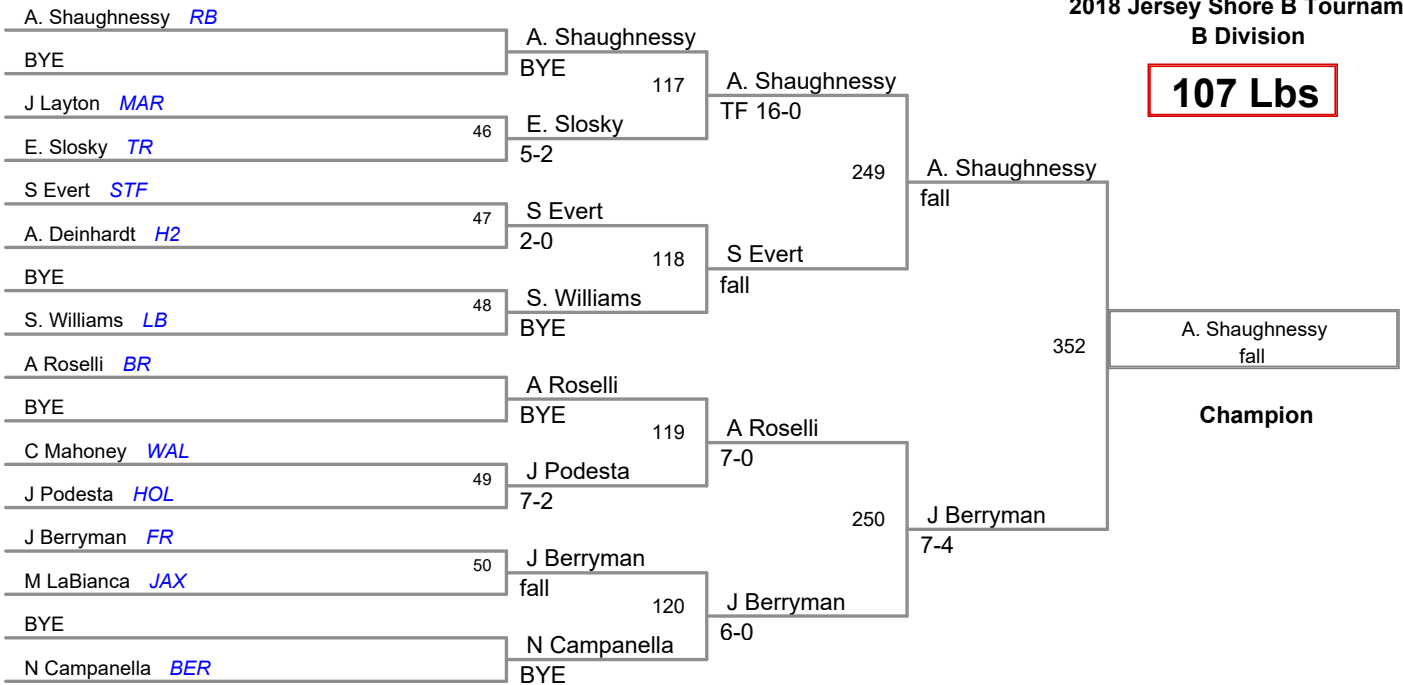 2018 Jersey Shore B Tournam
B Division
107 Lbs
A. Shaughnessy RB
BYE
J Layton MAR
E. Slosky TR
S Evert STF
A. Deinhardt H2
BYE
S. Williams LB
A Roselli BR
BYE
C Mahoney WAL
J Podesta HOL
J Berryman FR
M LaBianca JAX
BYE
N Campanella BER
46
47
48
49
50
A. Shaughnessy
BYE
E. Slosky
5-2
S Evert
2-0
S. Williams
BYE
A Roselli
BYE
J Podesta
7-2
J Berryman
fall
N Campanella
BYE
117
118
119
120
A. Shaughnessy
TF 16-0
S Evert
fall
A Roselli
7-0
J Berryman
6-0
249
250
A. Shaughnessy
fall
J Berryman
7-4
352
A. Shaughnessy
fall
Champion